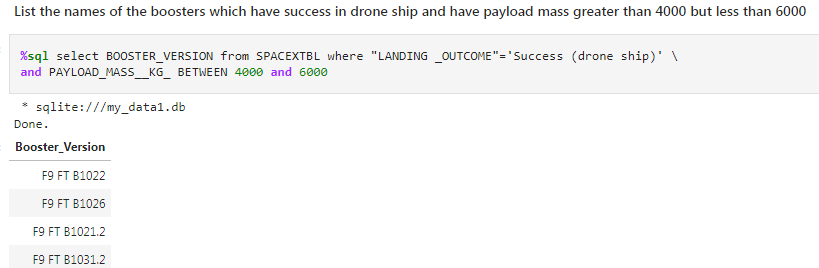 List the names of the boosters which have success in drone ship and have payload mass greater than 4000 but less than 6000
%sql select BOOSTER_VERSION from SPACEXTBL where "LANDING _OUTCOME"='Success (drone ship)' \
and PAYLOAD_MASS__KG_ BETWEEN 4000 and 6000
* sqlite:///my_data1.db
Done.
Booster_Version
F9 FT B1022
F9 FT B1026
F9 FT B1021.2
F9 FT B1031.2